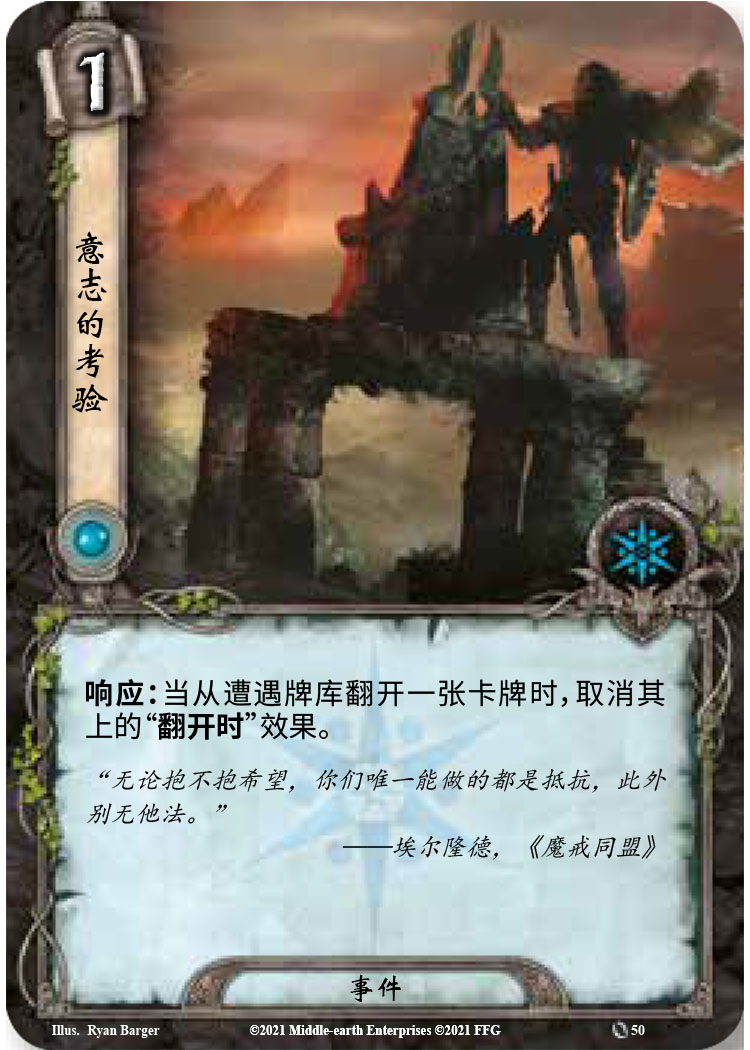 1
意志的考验
响应：当从遭遇牌库翻开一张卡牌时，取消其
上的“翻开时”效果。
“无论抱不抱希望，你们唯一能做的都是抵抗，此外
别无他法。”
——埃尔隆德，《魔戒同盟》
事件
Illus. Ryan Barger
©2021 Middle-earth Enterprises ©2021 FFG
50